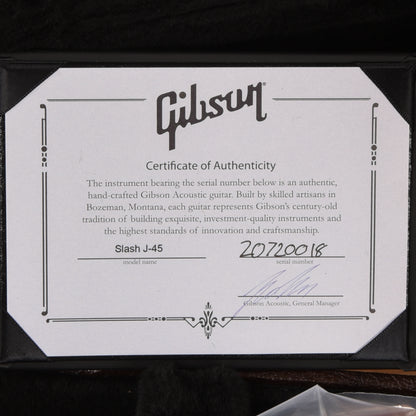 Gibson
Certificate of Authenticity
The instrument bearing the serial number below is an authentic,
hand-crafted Gibson Acoustic guitar. Built by skilled artisans in
Bozeman, Montana, each guitar represents Gibson's century-old
tradition of building exquisite, investment-quality instruments and
the highest standards of innovation and craftsmanship.
Slash J-45 20720018
model name serial number
Gibson Acoustic, General Manager